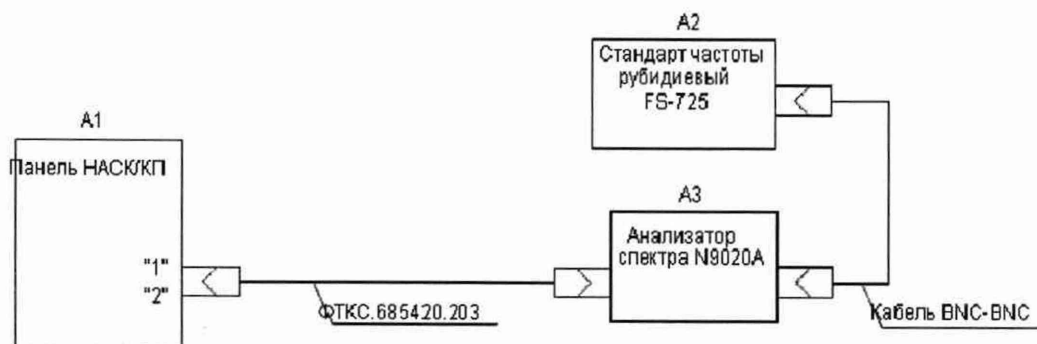 A2
Стандарт частоты
рубидиевый
FS-725
A1
Панель НАСК/КП
"1"
"2"
ФТКС.685420.203
A3
Анализатор
спектра N9020A
Кабель BNC-BNC